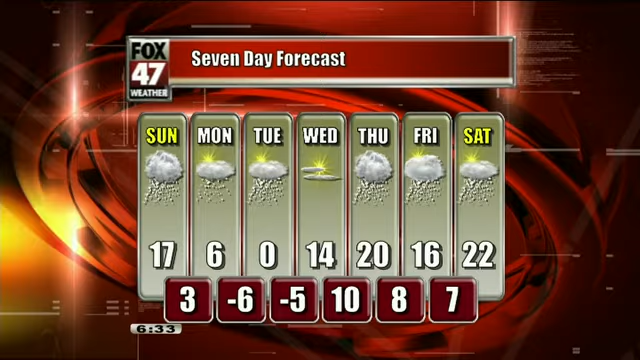 FOX
47
WEATHER
Seven Day Forecast
SUN MON TUE WED THU FRI SAT
17 6 0 14 20 16 22
3 -6 -5 10 8 7
6:33